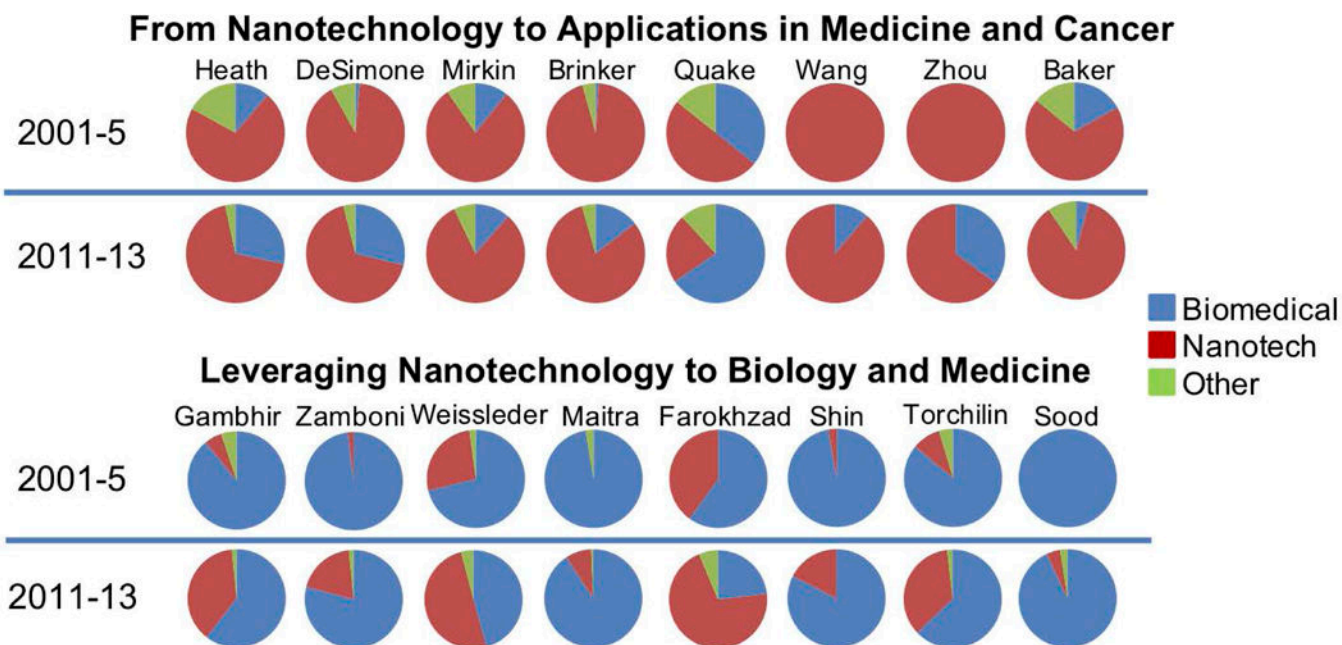 From Nanotechnology to Applications in Medicine and Cancer
Heath DeSimone Mirkin Brinker Quake Wang Zhou Baker
2001-5
2011-13
Biomedical
Nanotech
Other
Leveraging Nanotechnology to Biology and Medicine
Gambhir Zamboni Weissleder Maitra Farokhzad Shin Torchilin Sood
2001-5
2011-13